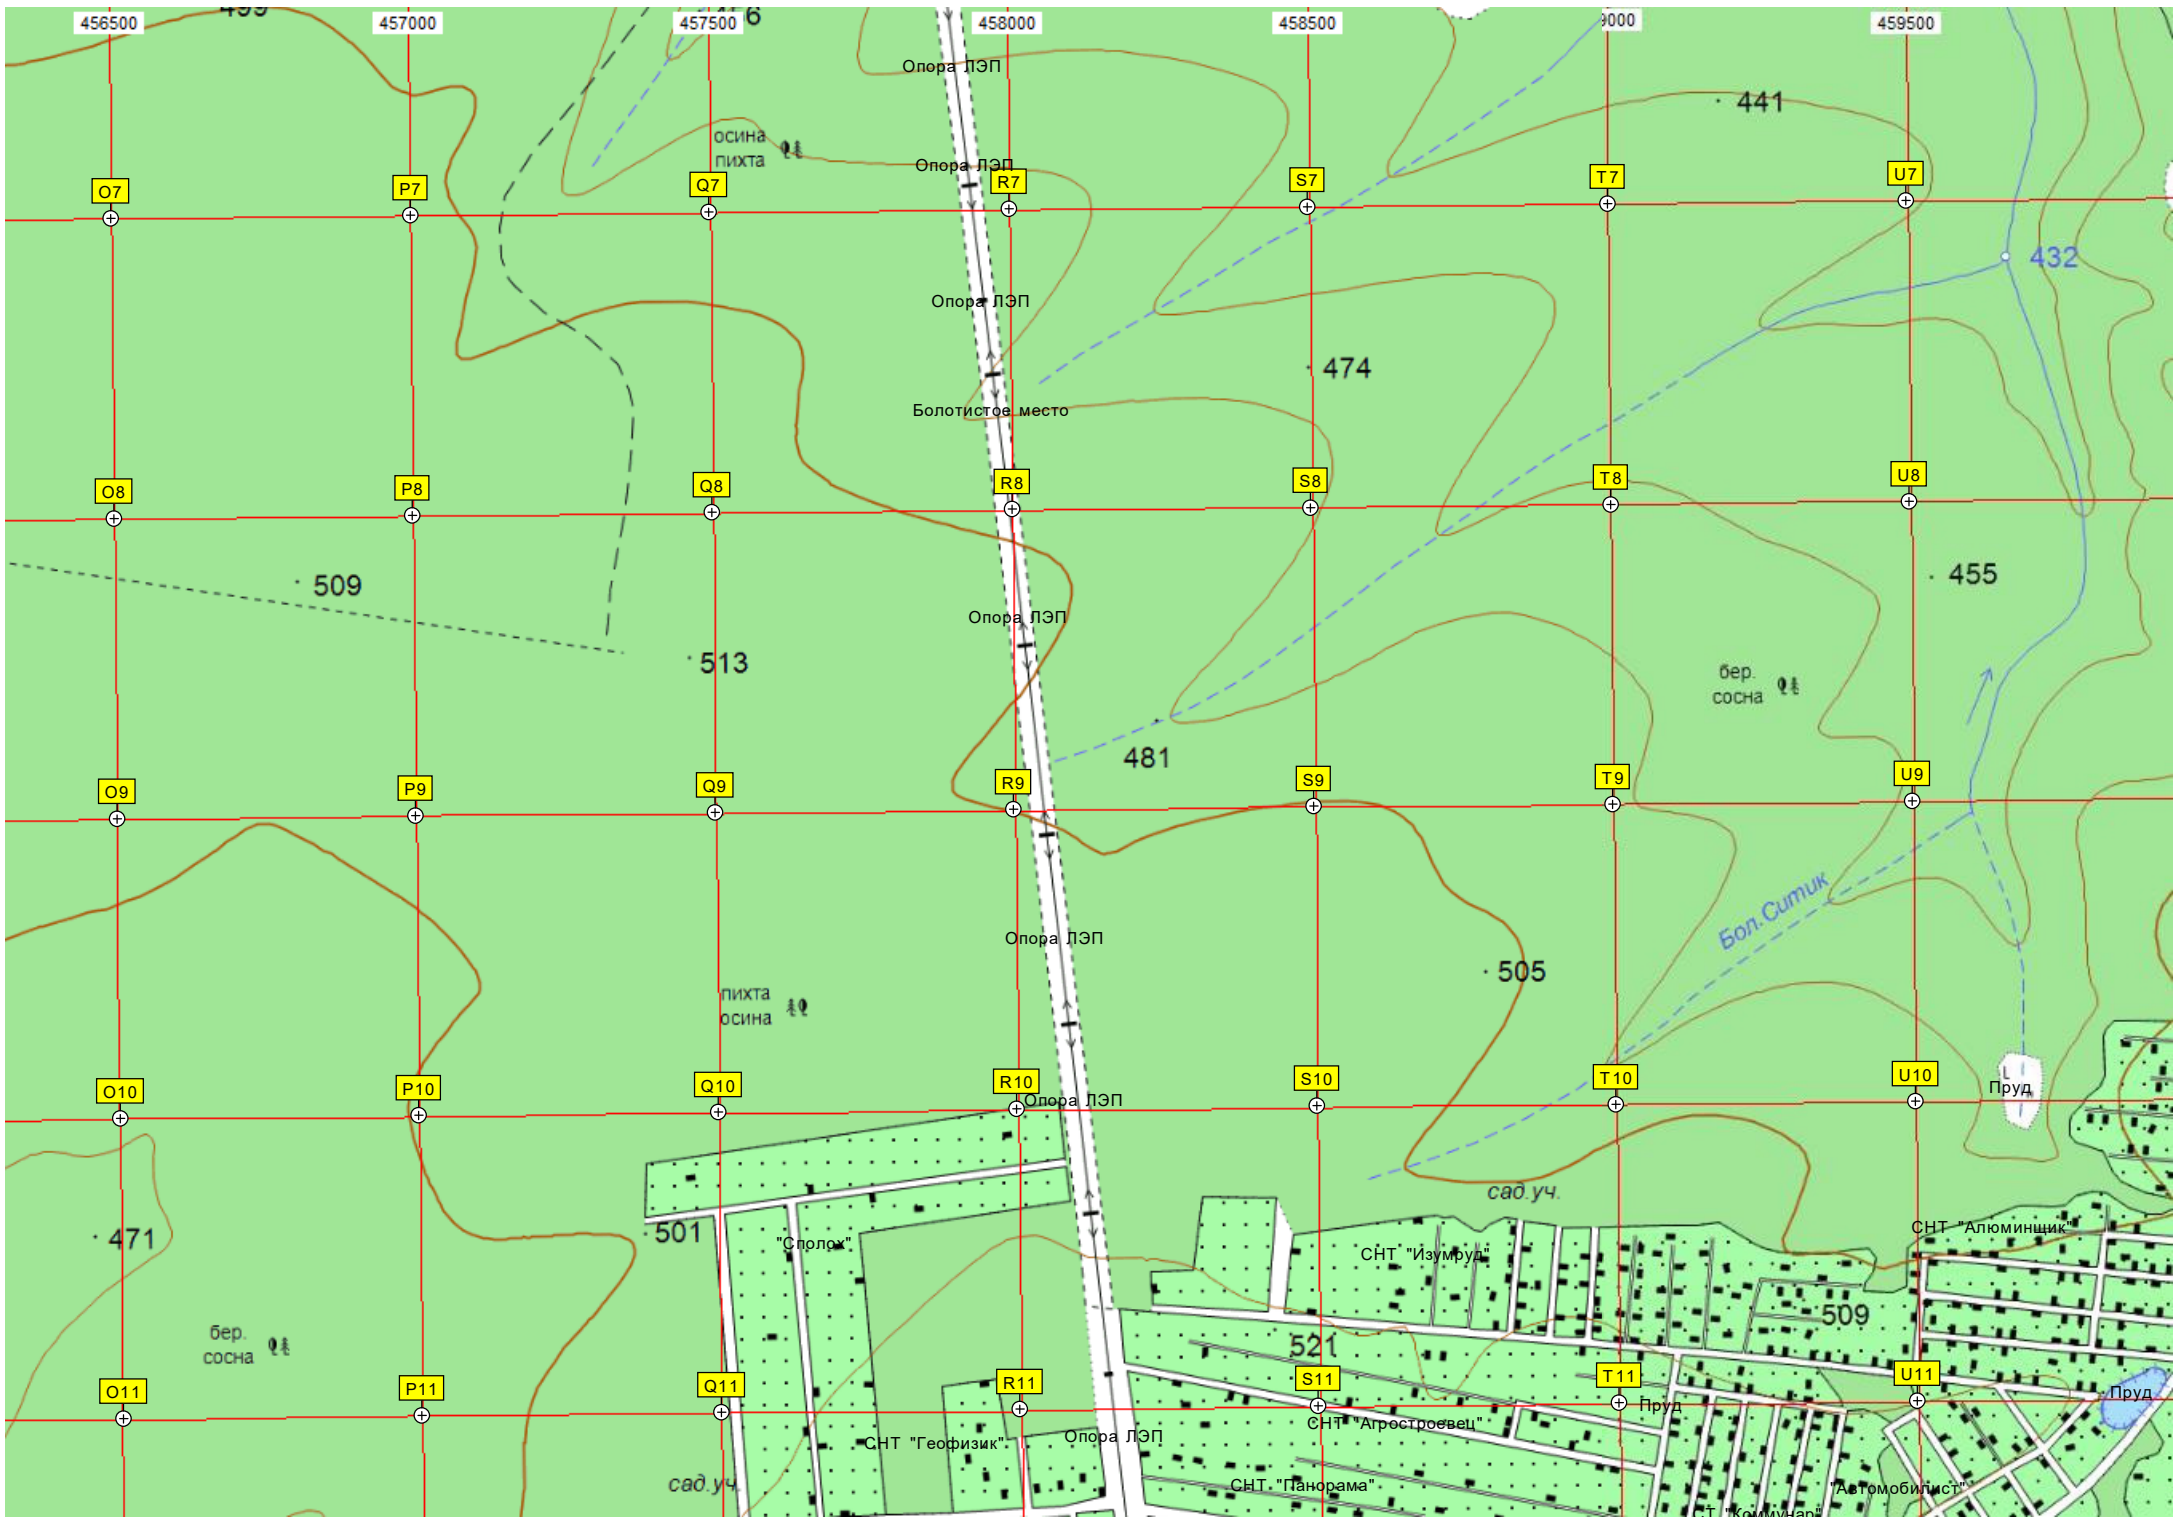 456500 457000 457500 458000 458500 9000 459500
Опора ЛЭП
441
осина
пихта
Опора ЛЭП
O7 P7 Q7 R7 S7 T7 U7
432
Опора ЛЭП
474
Болотистое место
O8 P8 Q8 R8 S8 T8 U8
509
455
Опора ЛЭП
513
бер.
сосна
481
O9 P9 Q9 R9 S9 T9 U9
Бол.Ситик
Опора ЛЭП
505
пихта
осина
O10 P10 Q10 R10 S10 T10 U10
Пруд
Опора ЛЭП
сад.уч.
471
501
"Сполох"
СНТ "Изумруд"
СНТ "Алюминщик"
509
бер.
сосна
521
O11 P11 Q11 R11 S11 T11 U11
Пруд
Пруд
СНТ "Агростроевец"
СНТ "Геофизик"
Опора ЛЭП
сад.уч.
СНТ "Панорама"
"Автомобилист"
СТ "Коммунар"